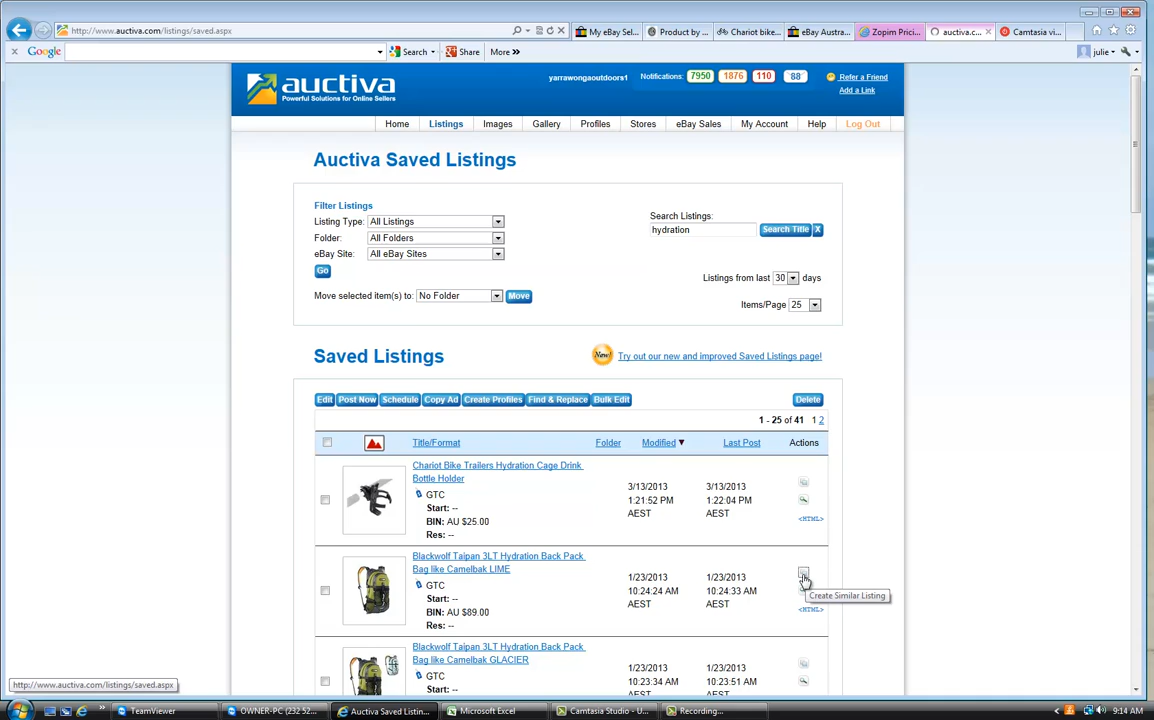 http://www.auctiva.com/listings/saved.aspx
My eBay Sel...
Product by ...
Chariot bike...
eBay Austra...
Zopim Prici...
auctiva.c...
Camtasia vi...
Google
Search
Share
More »
julie
auctiva
Powerful Solutions for Online Sellers
yarrawongaoutdoors1
Notifications: 7950 1876 110 88
Refer a Friend
Add a Link
Home Listings Images Gallery Profiles Stores eBay Sales My Account Help Log Out
Auctiva Saved Listings
Filter Listings
Listing Type: All Listings
Folder: All Folders
eBay Site: All eBay Sites
Go
Search Listings:
hydration Search Title X
Listings from last 30 days
Move selected item(s) to: No Folder Move
Items/Page 25
Saved Listings
New! Try out our new and improved Saved Listings page!
Edit Post Now Schedule Copy Ad Create Profiles Find & Replace Bulk Edit Delete
1 - 25 of 41 1 2
Title/Format Folder Modified ▼ Last Post Actions
Chariot Bike Trailers Hydration Cage Drink
Bottle Holder
GTC
Start: --
BIN: AU $25.00
Res: --
3/13/2013
1:21:52 PM
AEST
3/13/2013
1:22:04 PM
AEST
<HTML>
Blackwolf Taipan 3LT Hydration Back Pack
Bag like Camelbak LIME
GTC
Start: --
BIN: AU $89.00
Res: --
1/23/2013
10:24:24 AM
AEST
1/23/2013
10:24:33 AM
AEST
Create Similar Listing
<HTML>
Blackwolf Taipan 3LT Hydration Back Pack
Bag like Camelbak GLACIER
GTC
Start: --
1/23/2013
10:23:34 AM
AEST
1/23/2013
10:23:51 AM
AEST
http://www.auctiva.com/listings/saved.aspx
TeamViewer
OWNER-PC (232 52...
Auctiva Saved Listin...
Microsoft Excel
Camtasia Studio - U...
Recording...
9:14 AM